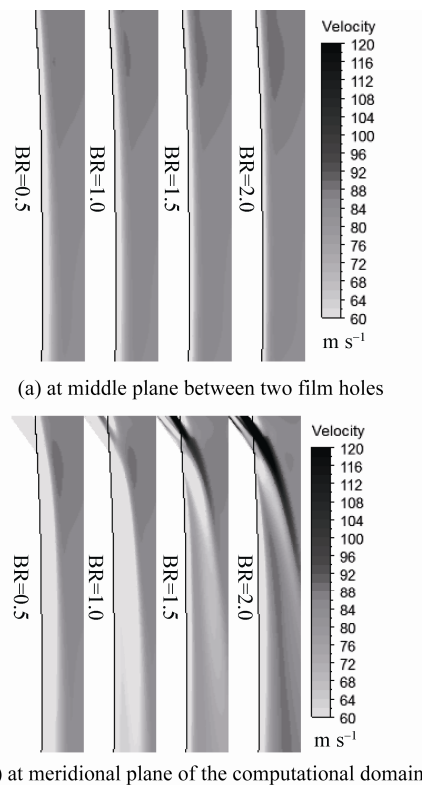 Velocity
120
116
112
108
104
100
96
92
88
84
80
76
72
68
64
60
m s⁻¹
BR=0.5
BR=1.0
BR=1.5
BR=2.0
(a) at middle plane between two film holes
Velocity
120
116
112
108
104
100
96
92
88
84
80
76
72
68
64
60
m s⁻¹
BR=0.5
BR=1.0
BR=1.5
BR=2.0
) at meridional plane of the computational domain